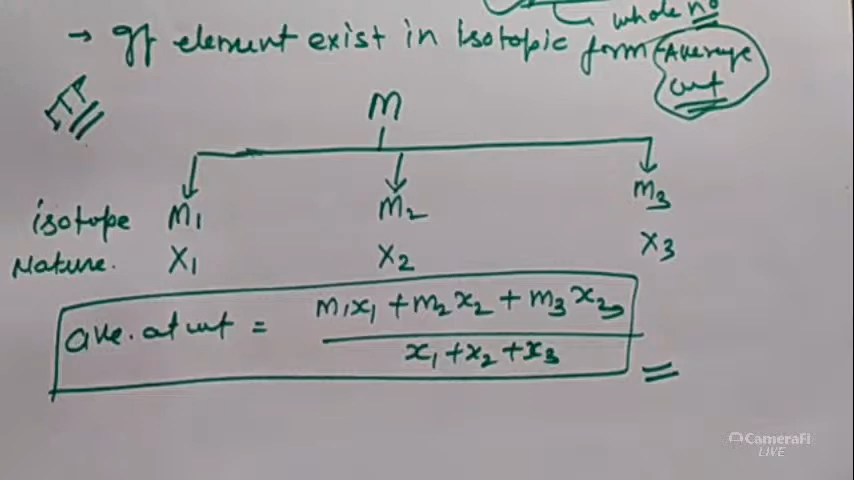 whole no
→ If element exist in isotopic form Average
wt
IIP
M
isotope M1 M2 M3
Nature. X1 X2 X3
ave. at wt = m1x1 + m2x2 + m3x3
x1 + x2 + x3
CameraFI
LIVE